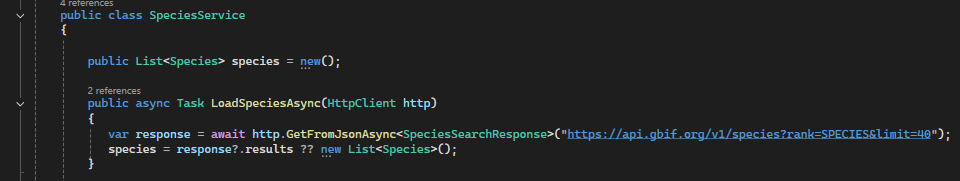 4 references
public class SpeciesService
{
public List<Species> species = new();
2 references
public async Task LoadSpeciesAsync(HttpClient http)
{
var response = await http.GetFromJsonAsync<SpeciesSearchResponse>("https://api.gbif.org/v1/species?rank=SPECIES&limit=40");
species = response?.results ?? new List<Species>();
}